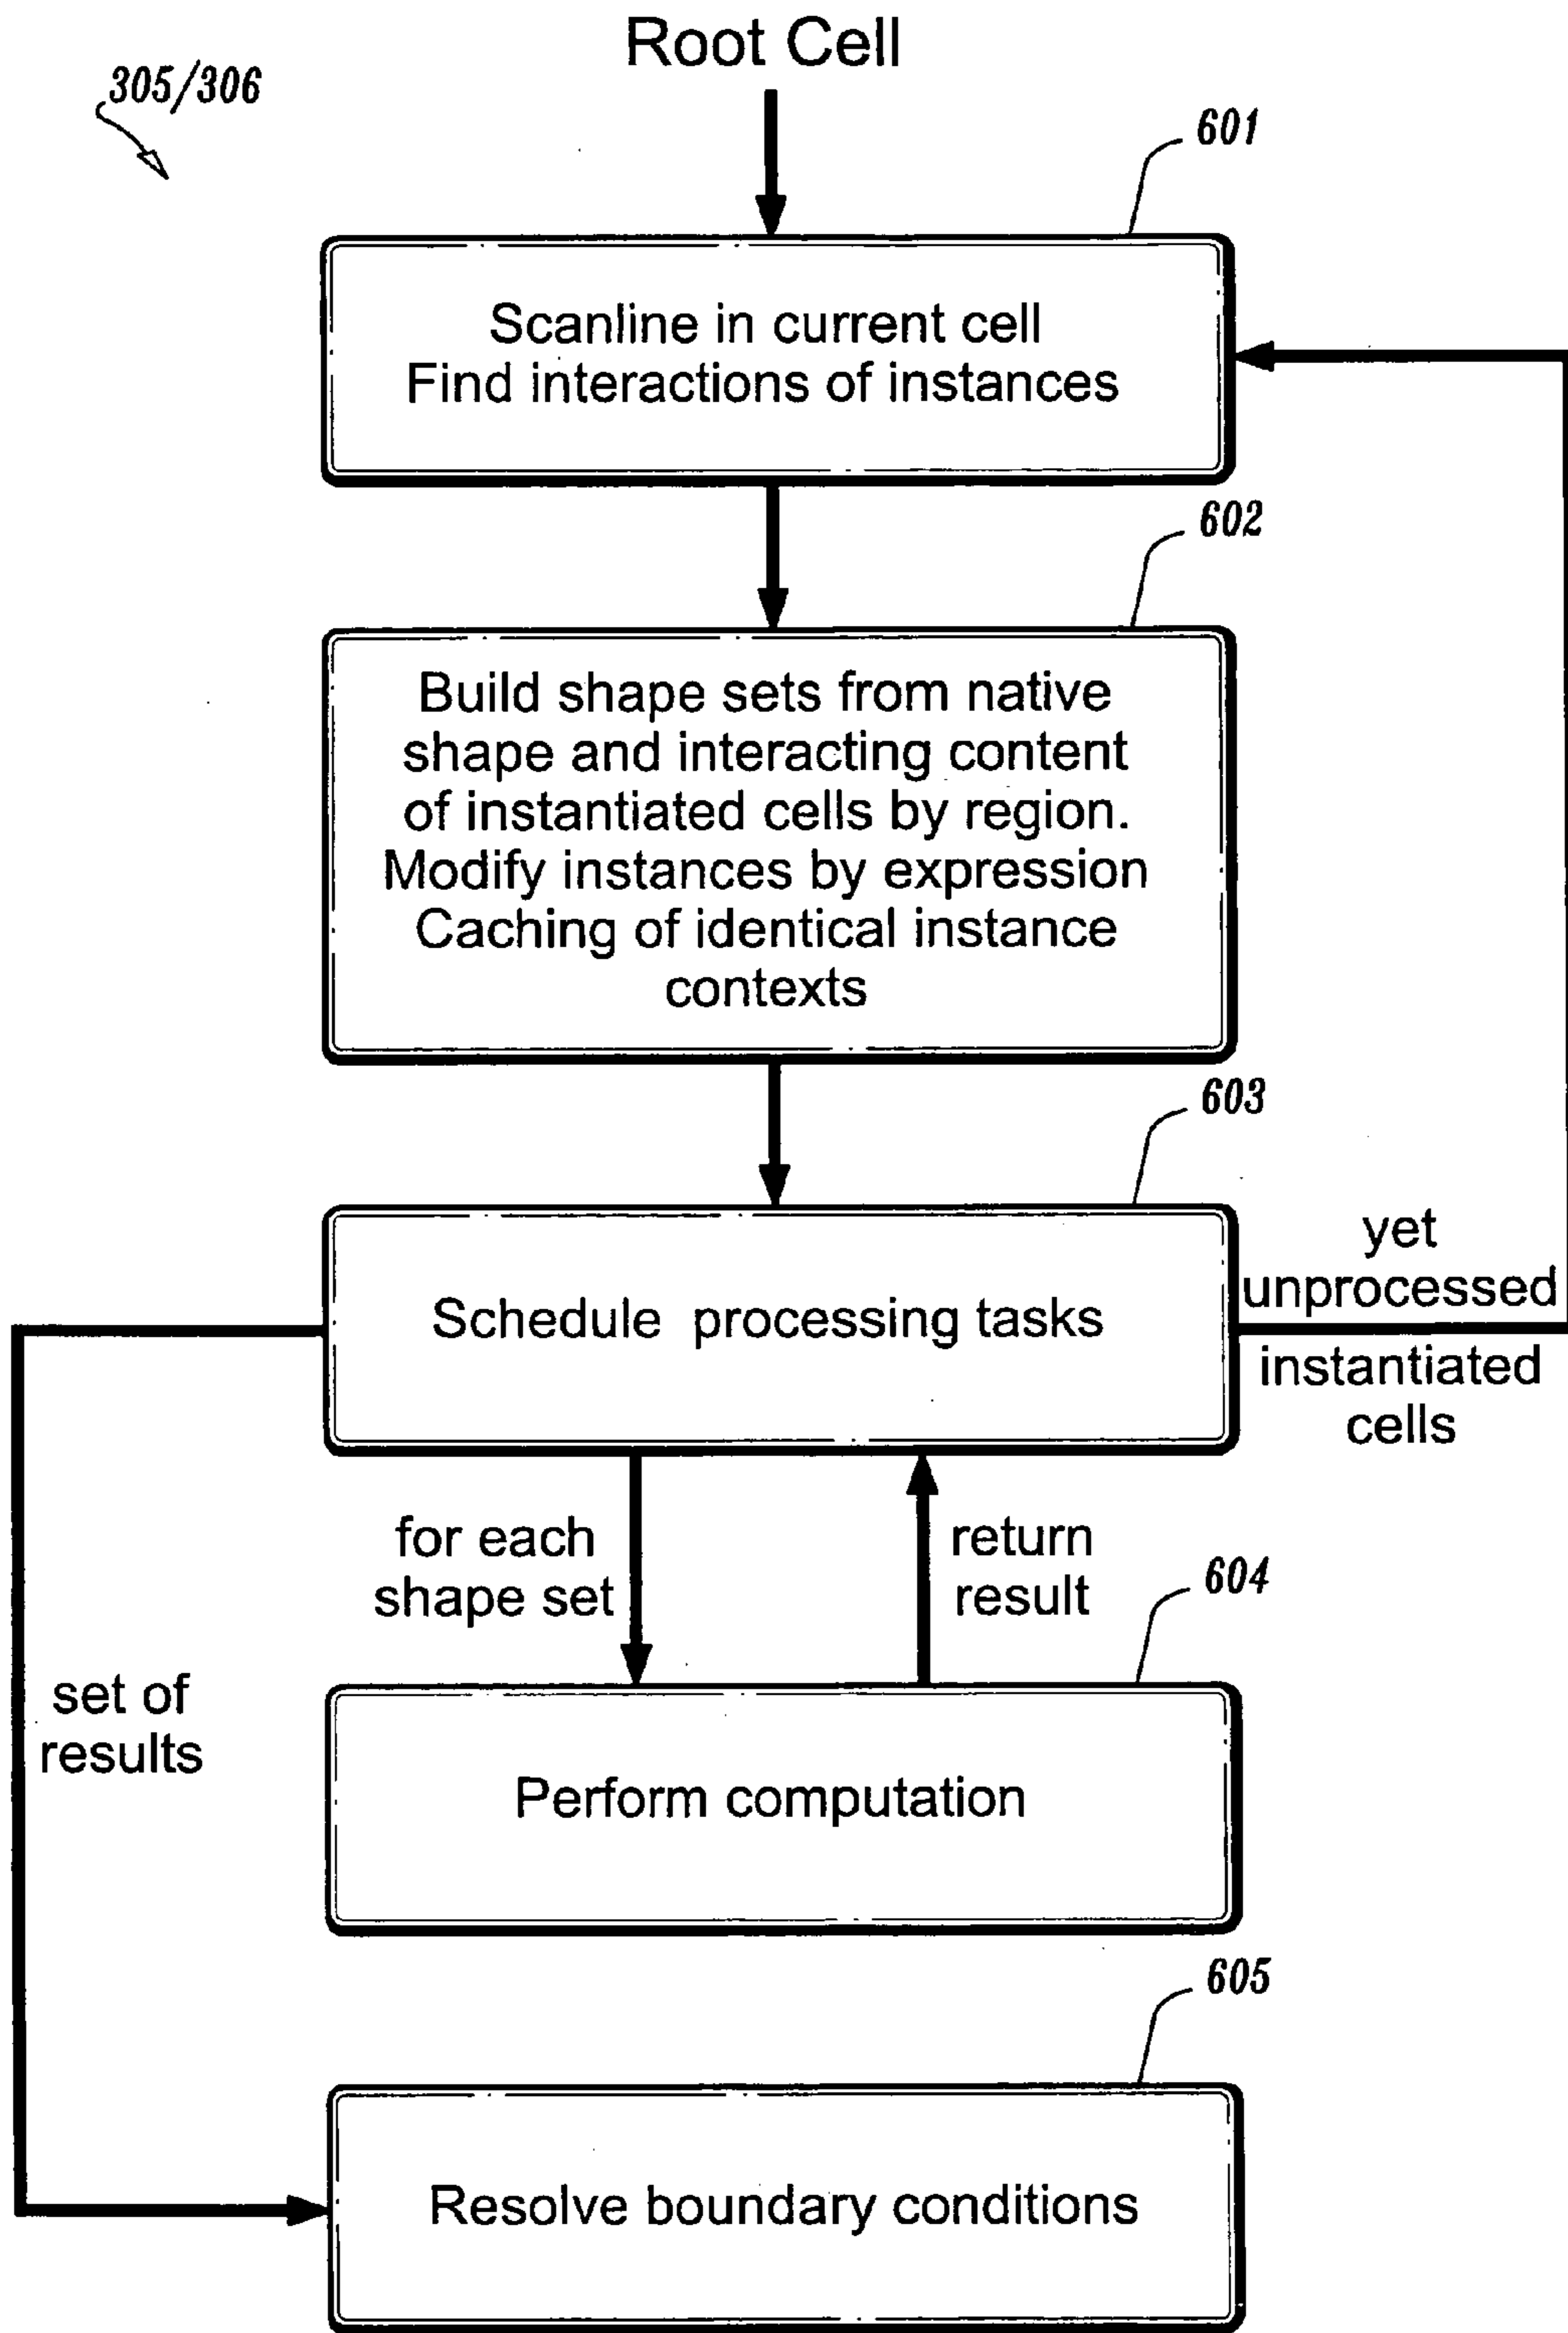 Root Cell
305/306
601
Scanline in current cell
Find interactions of instances
602
Build shape sets from native
shape and interacting content
of instantiated cells by region.
Modify instances by expression
Caching of identical instance
contexts
603
Schedule processing tasks
yet
unprocessed
instantiated
cells
for each
shape set
return
result
604
set of
results
Perform computation
605
Resolve boundary conditions